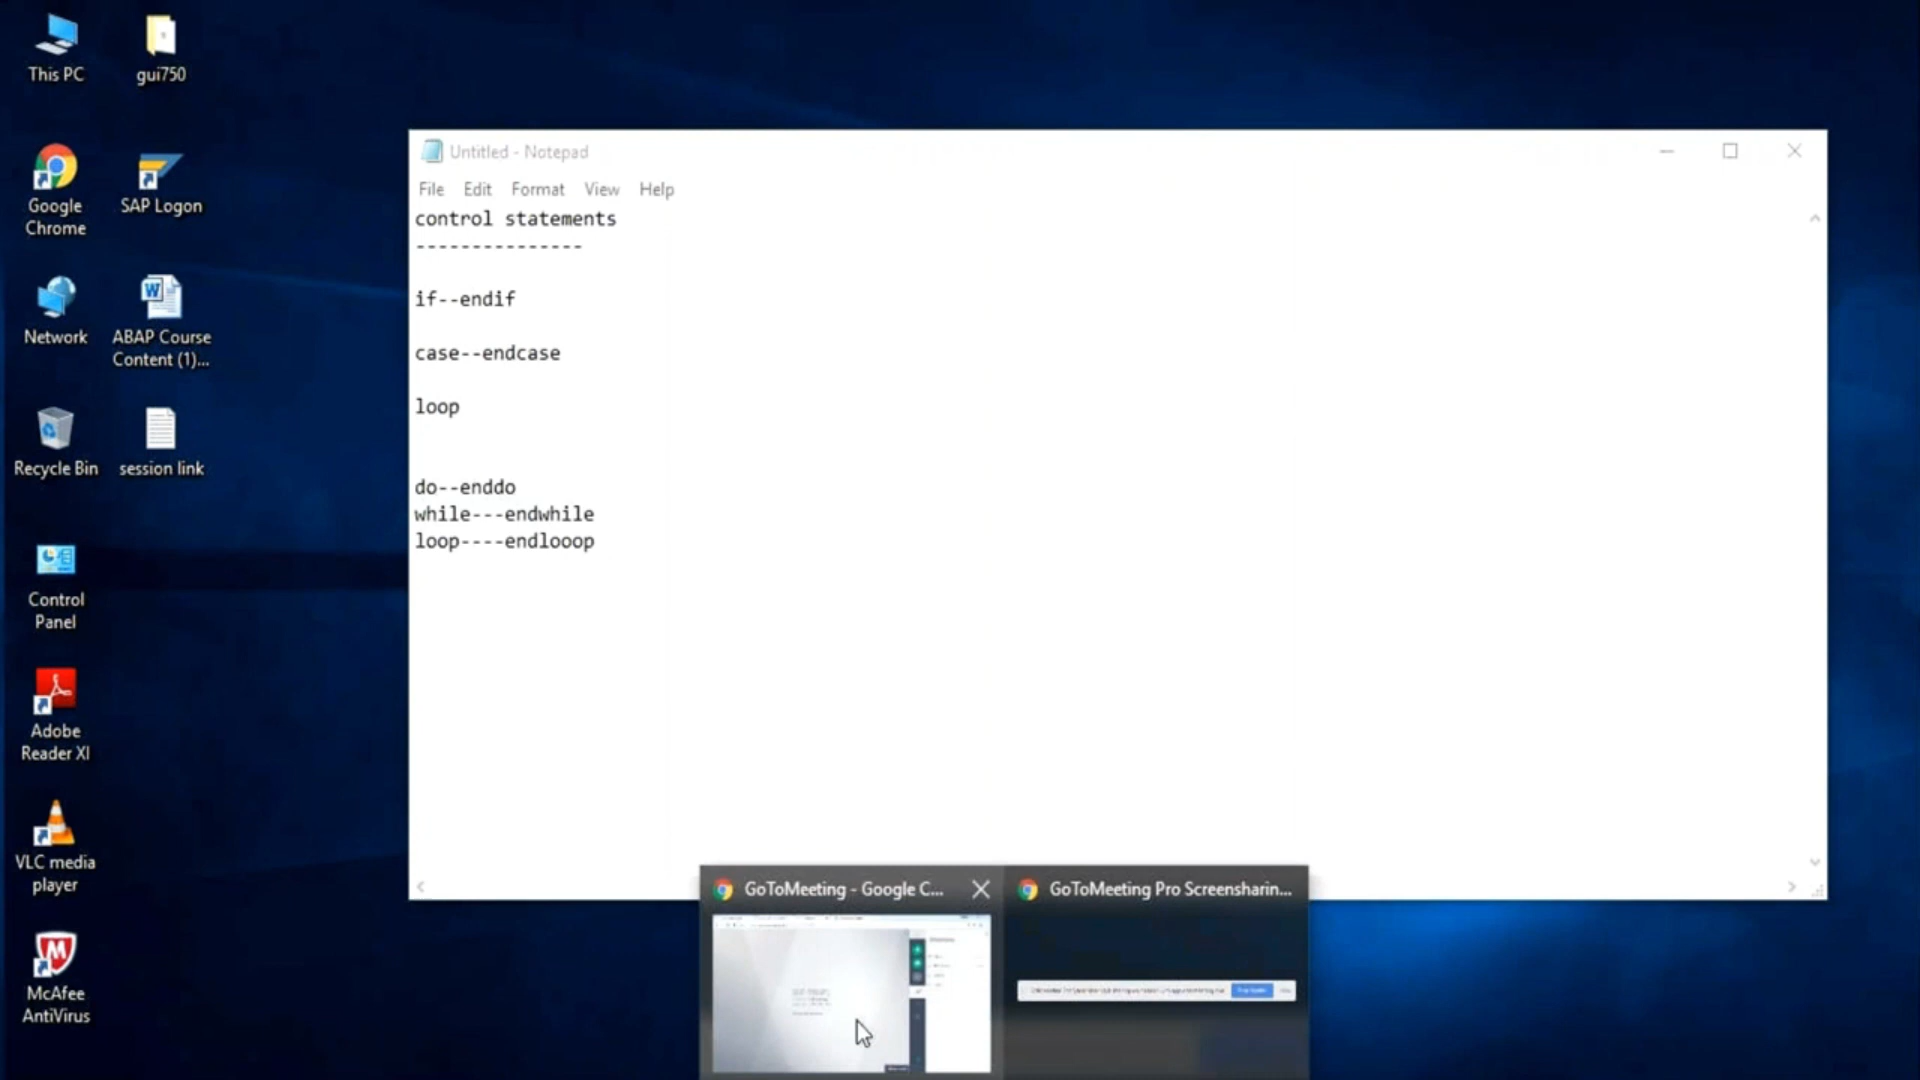 This PC
gui750
Google
Chrome
SAP Logon
Network
ABAP Course
Content (1)...
Recycle Bin
session link
Control
Panel
Adobe
Reader XI
VLC media
player
McAfee
AntiVirus
Untitled - Notepad
File Edit Format View Help
control statements
---------------
if--endif
case--endcase
loop
do--enddo
while---endwhile
loop----endlooop
GoToMeeting - Google C...
GoToMeeting Pro Screensharin...